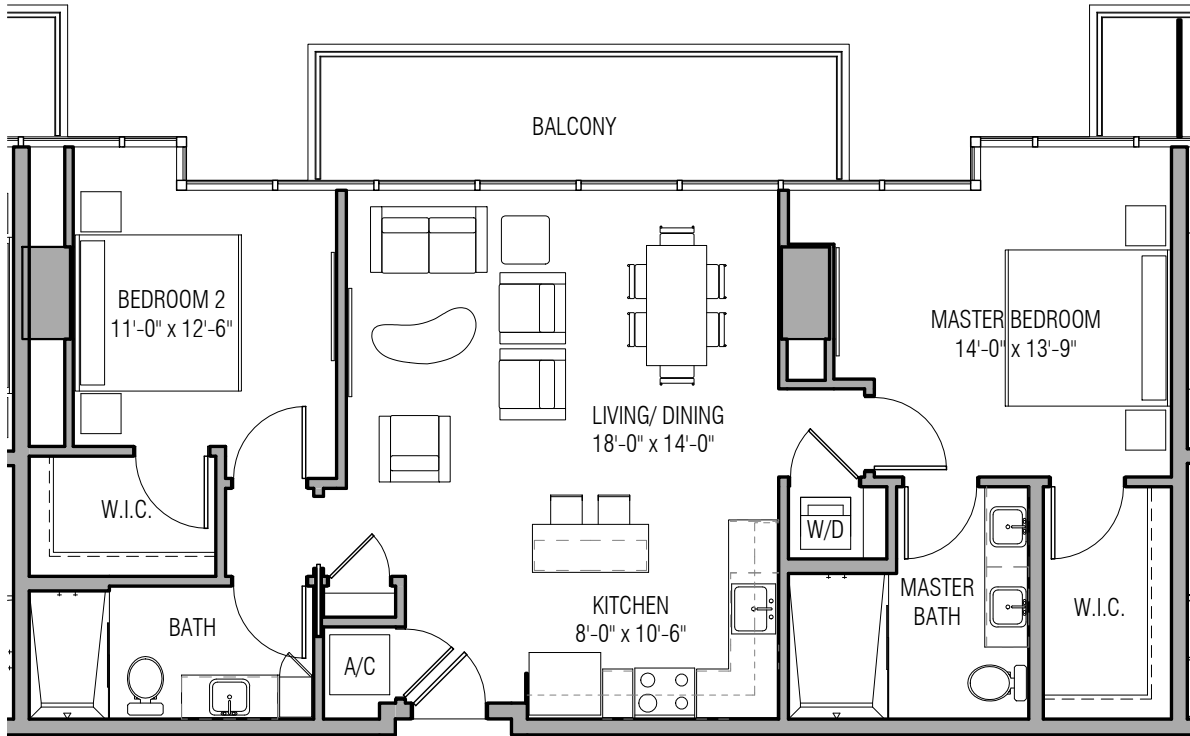 BALCONY
BEDROOM 2
11'-0" x 12'-6"
MASTER BEDROOM
14'-0" x 13'-9"
LIVING/ DINING
18'-0" x 14'-0"
W.I.C.
W/D
KITCHEN
8'-0" x 10'-6"
MASTER
BATH
W.I.C.
BATH
A/C